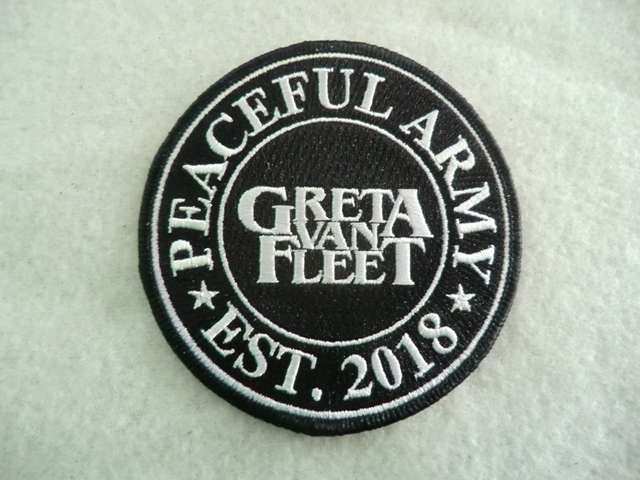 PEACEFUL ARMY
GRETA
VAN
FLEET
EST. 2018